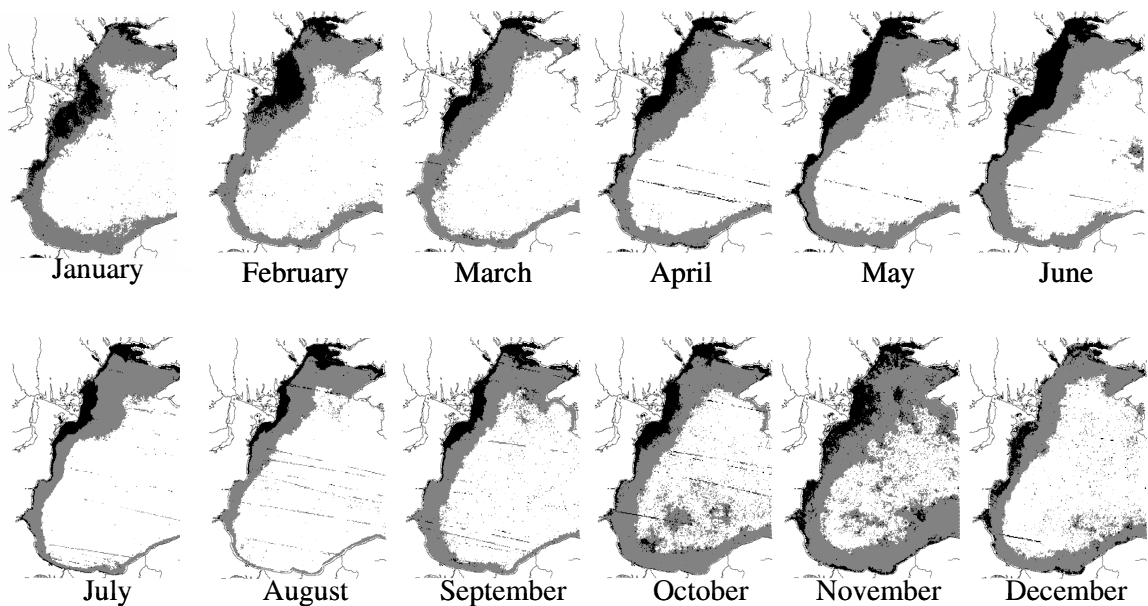 January
February
March
April
May
June
July
August
September
October
November
December